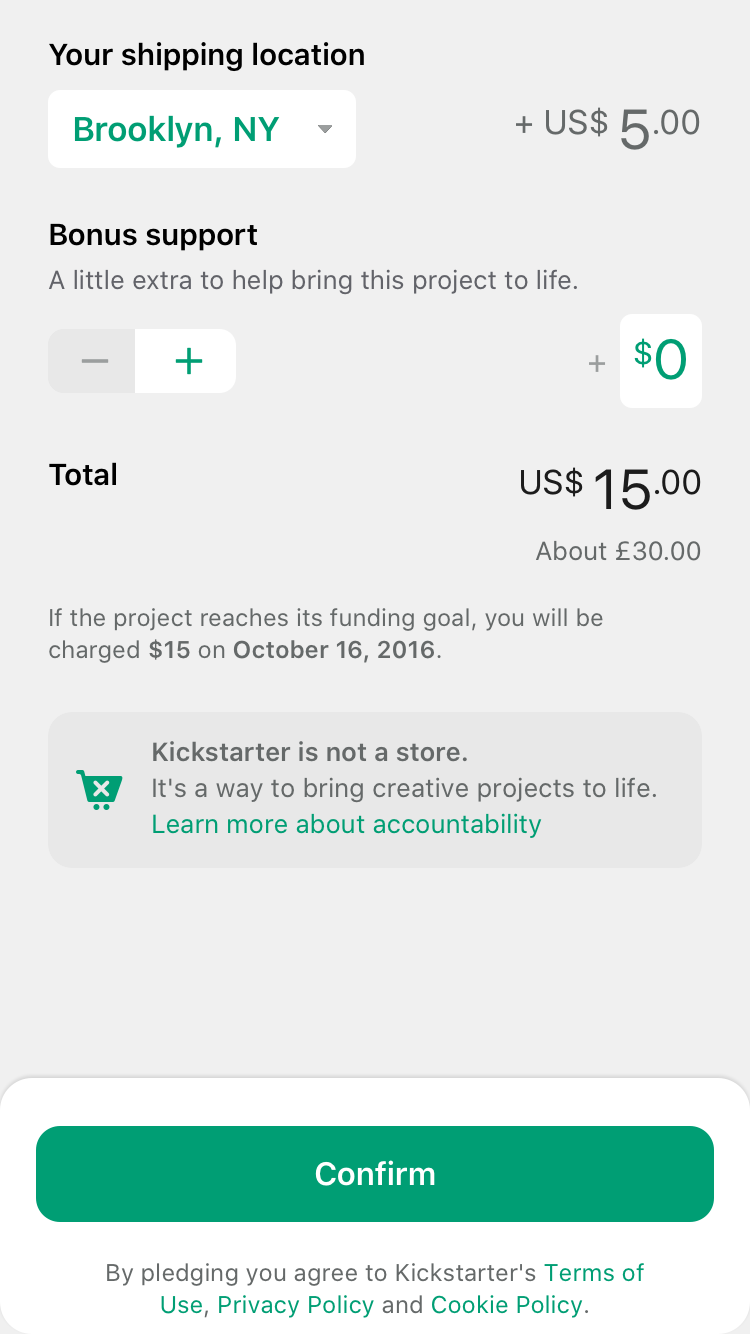 Your shipping location
Brooklyn, NY
+ US$ 5.00
Bonus support
A little extra to help bring this project to life.
− +
+ $0
Total
US$ 15.00
About £30.00
If the project reaches its funding goal, you will be
charged $15 on October 16, 2016.
Kickstarter is not a store.
It's a way to bring creative projects to life.
Learn more about accountability
Confirm
By pledging you agree to Kickstarter's Terms of
Use, Privacy Policy and Cookie Policy.